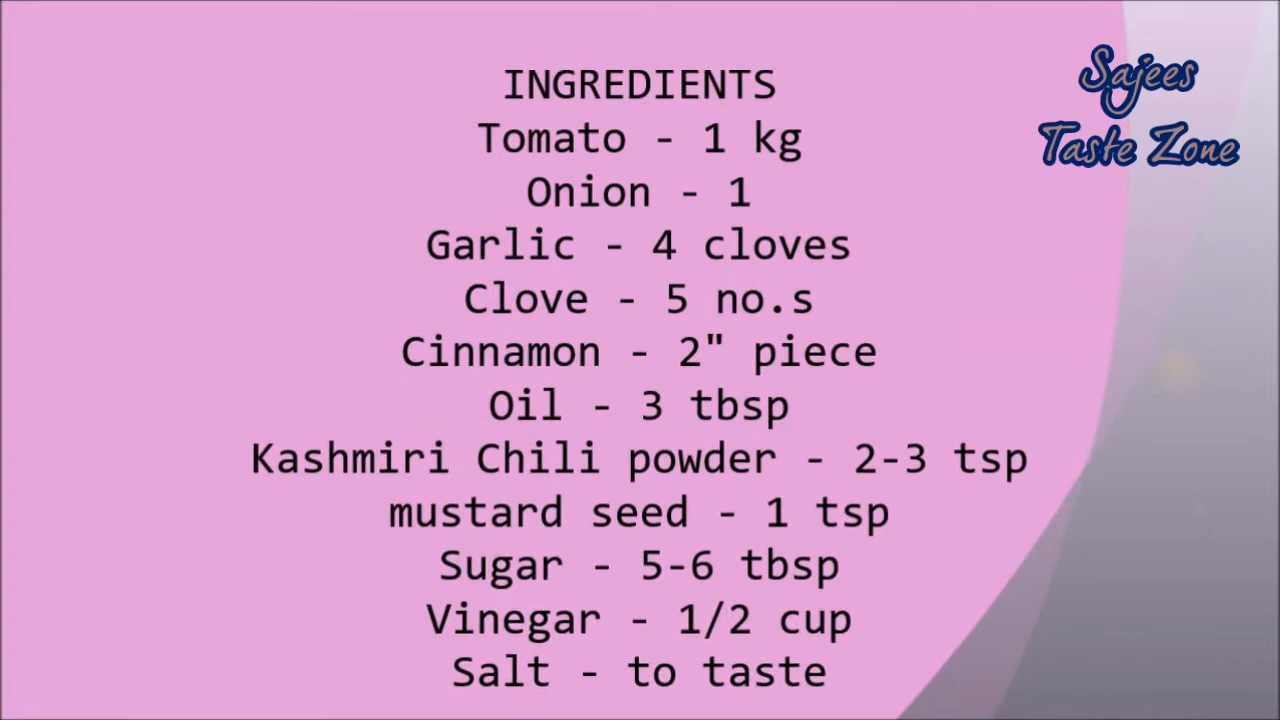 INGREDIENTS
Tomato - 1 kg
Onion - 1
Garlic - 4 cloves
Clove - 5 no.s
Cinnamon - 2" piece
Oil - 3 tbsp
Kashmiri Chili powder - 2-3 tsp
mustard seed - 1 tsp
Sugar - 5-6 tbsp
Vinegar - 1/2 cup
Salt - to taste
Sajees
Taste Zone